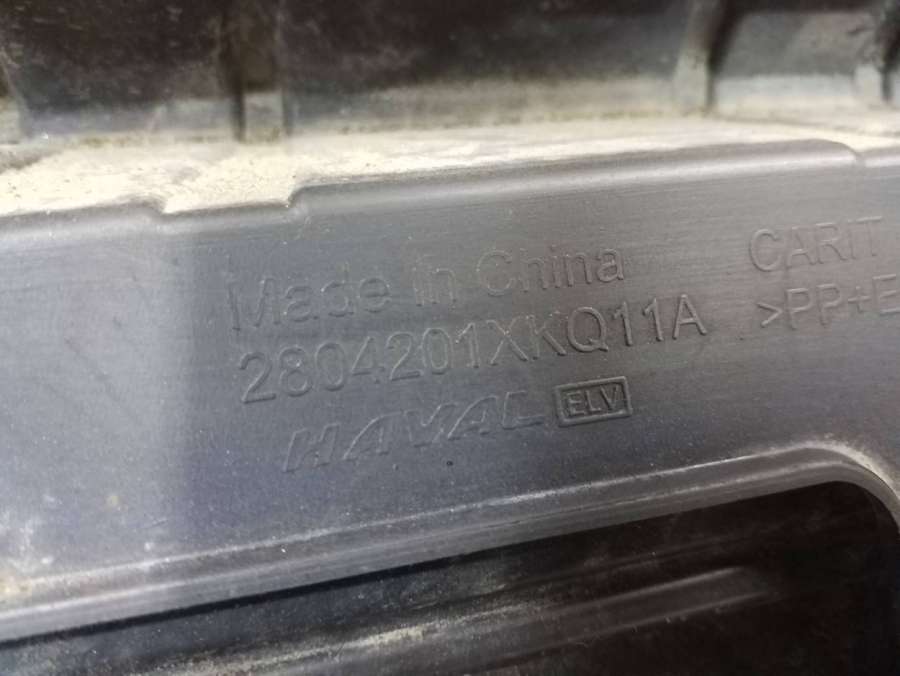 Made in China
CARIT
2804201XKQ11A
>PP+E
HAVAL ELV